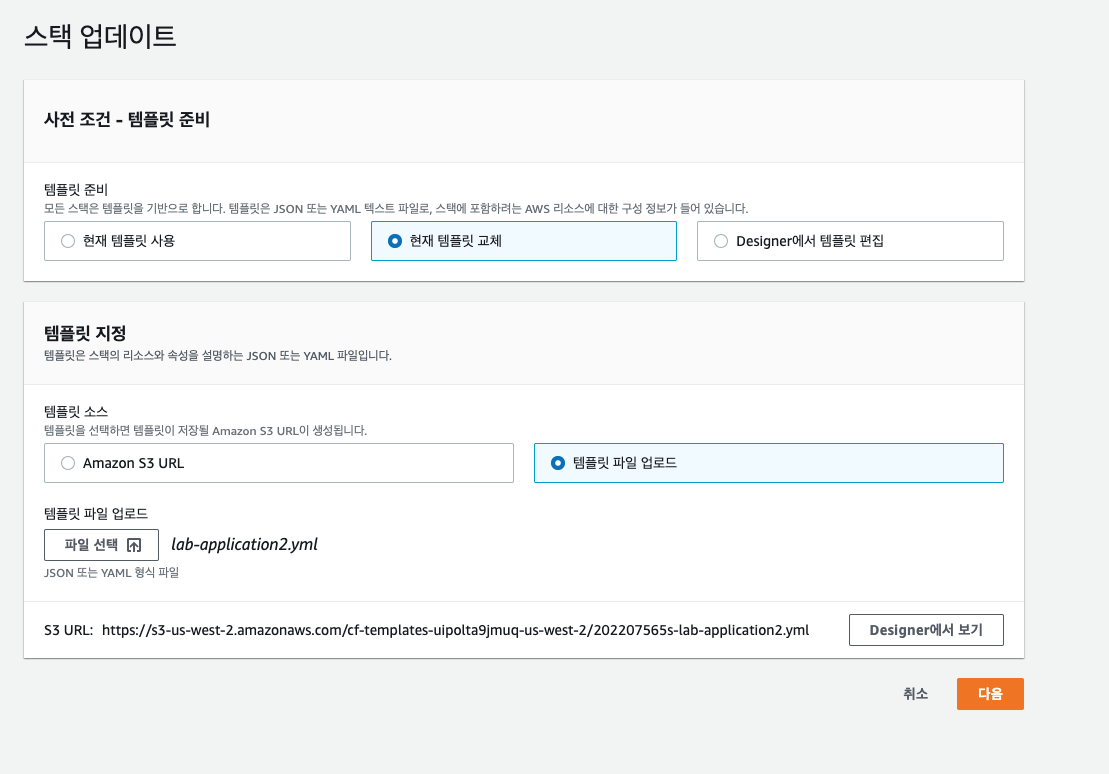 스택 업데이트
사전 조건 - 템플릿 준비
템플릿 준비
모든 스택은 템플릿을 기반으로 합니다. 템플릿은 JSON 또는 YAML 텍스트 파일로, 스택에 포함하려는 AWS 리소스에 대한 구성 정보가 들어 있습니다.
현재 템플릿 사용
현재 템플릿 교체
Designer에서 템플릿 편집
템플릿 지정
템플릿은 스택의 리소스와 속성을 설명하는 JSON 또는 YAML 파일입니다.
템플릿 소스
템플릿을 선택하면 템플릿이 저장될 Amazon S3 URL이 생성됩니다.
Amazon S3 URL
템플릿 파일 업로드
템플릿 파일 업로드
파일 선택 lab-application2.yml
JSON 또는 YAML 형식 파일
S3 URL: https://s3-us-west-2.amazonaws.com/cf-templates-uipolta9jmuq-us-west-2/202207565s-lab-application2.yml
Designer에서 보기
취소
다음